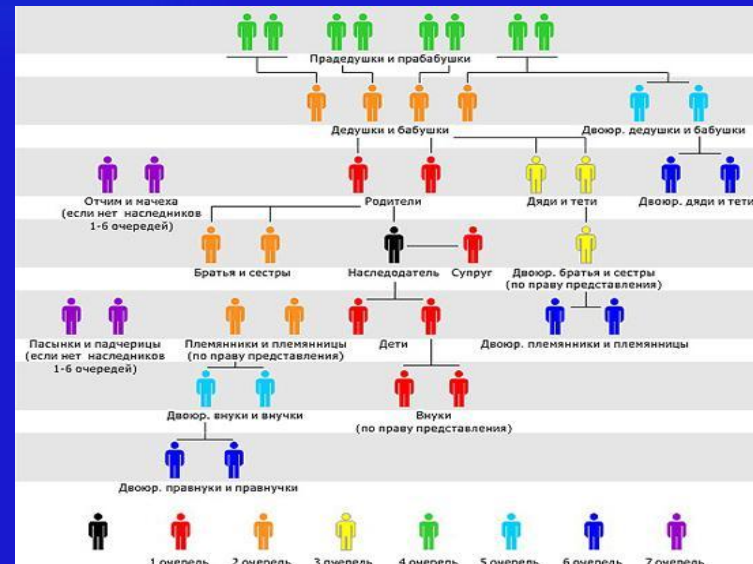 Прадедушки и прабабушки
Дедушки и бабушки
Двоюр. дедушки и бабушки
Отчим и мачеха
(если нет наследников
1-6 очередей)
Родители
Дяди и тети
Двоюр. дяди и тети
Братья и сестры
Наследодатель
Супруг
Двоюр. братья и сестры
(по праву представления)
Пасынки и падчерицы
(если нет наследников
1-6 очередей)
Племянники и племянницы
(по праву представления)
Дети
Двоюр. племянники и племянницы
Двоюр. внуки и внучки
Внуки
(по праву представления)
Двоюр. правнуки и правнучки
1 очередь 2 очередь 3 очередь 4 очередь 5 очередь 6 очередь 7 очередь